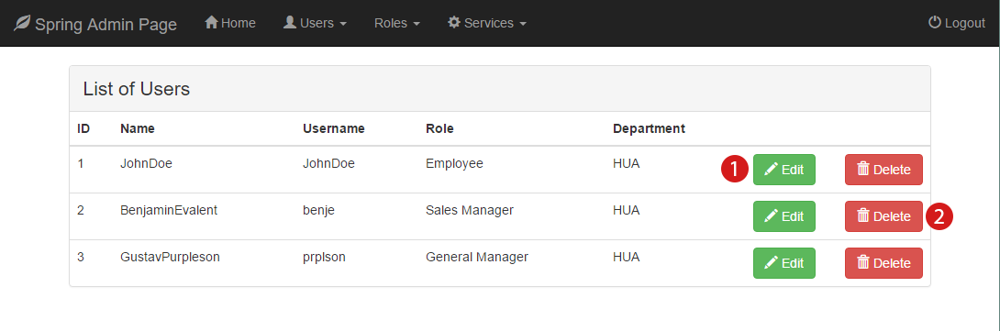 Spring Admin Page Home Users Roles Services Logout
List of Users
ID Name Username Role Department
1 JohnDoe JohnDoe Employee HUA 1 Edit Delete
2 BenjaminEvalent benje Sales Manager HUA Edit Delete 2
3 GustavPurpleson prplson General Manager HUA Edit Delete